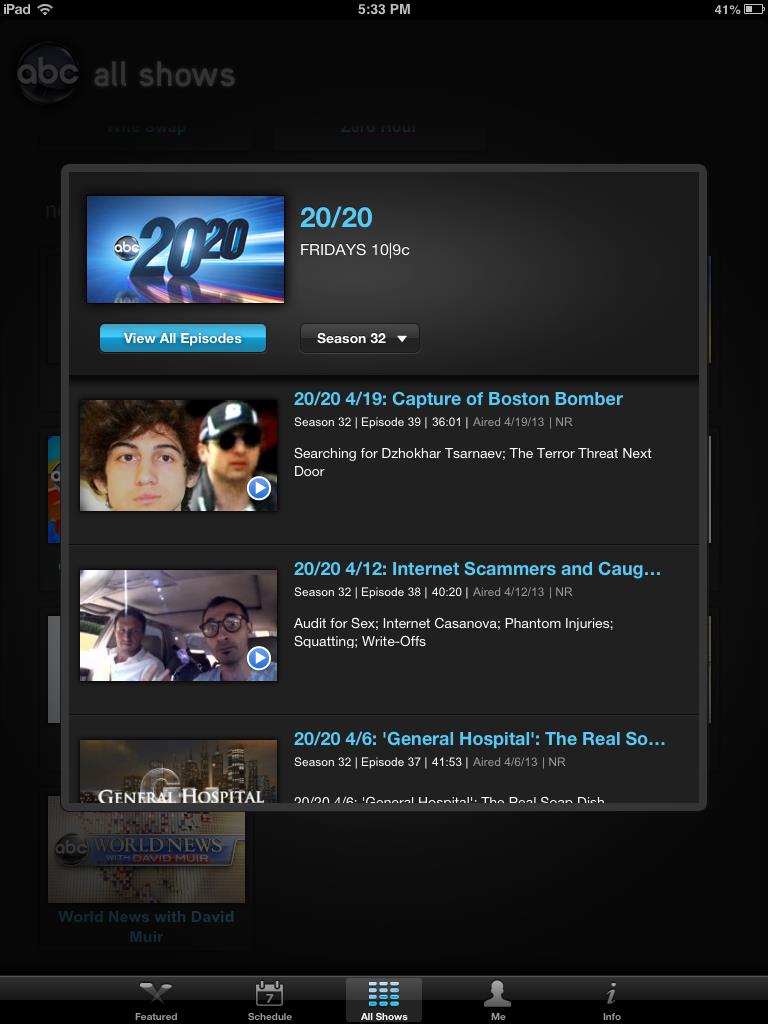 iPad 5:33 PM 41%
abc all shows
Wife Swap Zero Hour
abc 2020
20/20
FRIDAYS 10|9c
View All Episodes Season 32
20/20 4/19: Capture of Boston Bomber
Season 32 | Episode 39 | 36:01 | Aired 4/19/13 | NR
Searching for Dzhokhar Tsarnaev; The Terror Threat Next
Door
20/20 4/12: Internet Scammers and Caug…
Season 32 | Episode 38 | 40:20 | Aired 4/12/13 | NR
Audit for Sex; Internet Casanova; Phantom Injuries;
Squatting; Write-Offs
20/20 4/6: 'General Hospital': The Real So…
Season 32 | Episode 37 | 41:53 | Aired 4/6/13 | NR
GENERAL HOSPITAL
20/20 4/6: 'General Hospital': The Real Soap Dish
abc WORLD NEWS
WITH DAVID MUIR
World News with David
Muir
7
Featured Schedule All Shows Me Info